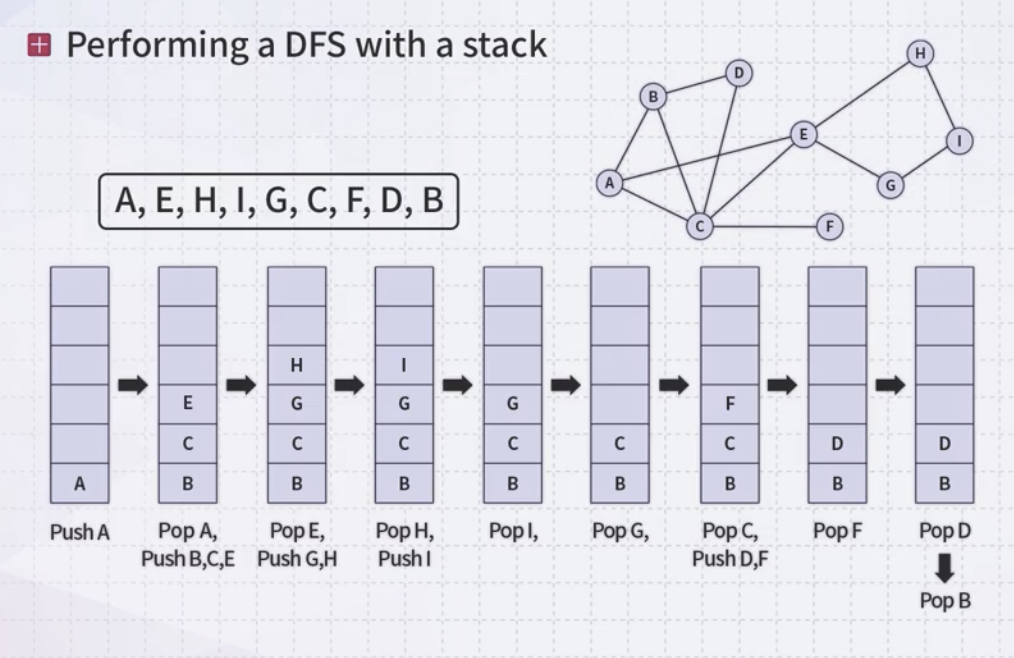 Performing a DFS with a stack
H
D
B
E
I
A
G
C
F
A, E, H, I, G, C, F, D, B
A
Push A
E
C
B
Pop A,
Push B,C,E
H
G
C
B
Pop E,
Push G,H
I
G
C
B
Pop H,
Push I
G
C
B
Pop I,
C
B
Pop G,
F
C
B
Pop C,
Push D,F
D
B
Pop F
D
B
Pop D
Pop B